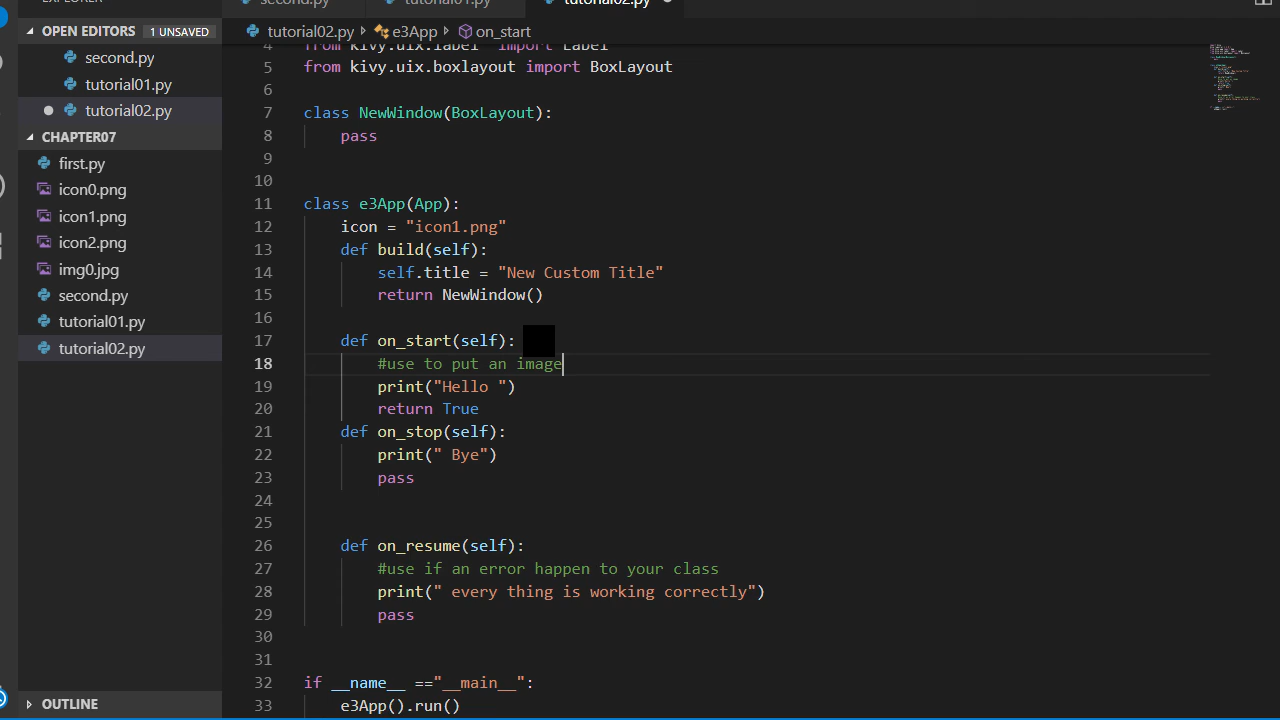 EXPLORER
OPEN EDITORS 1 UNSAVED
second.py
tutorial01.py
tutorial02.py
CHAPTER07
first.py
icon0.png
icon1.png
icon2.png
img0.jpg
second.py
tutorial01.py
tutorial02.py
OUTLINE
second.py tutorial01.py tutorial02.py
tutorial02.py e3App on_start
4 from kivy.uix.label import Label
5 from kivy.uix.boxlayout import BoxLayout
6
7 class NewWindow(BoxLayout):
8 pass
9
10
11 class e3App(App):
12 icon = "icon1.png"
13 def build(self):
14 self.title = "New Custom Title"
15 return NewWindow()
16
17 def on_start(self):
18 #use to put an image
19 print("Hello ")
20 return True
21 def on_stop(self):
22 print(" Bye")
23 pass
24
25
26 def on_resume(self):
27 #use if an error happen to your class
28 print(" every thing is working correctly")
29 pass
30
31
32 if __name__ =="__main__":
33 e3App().run()